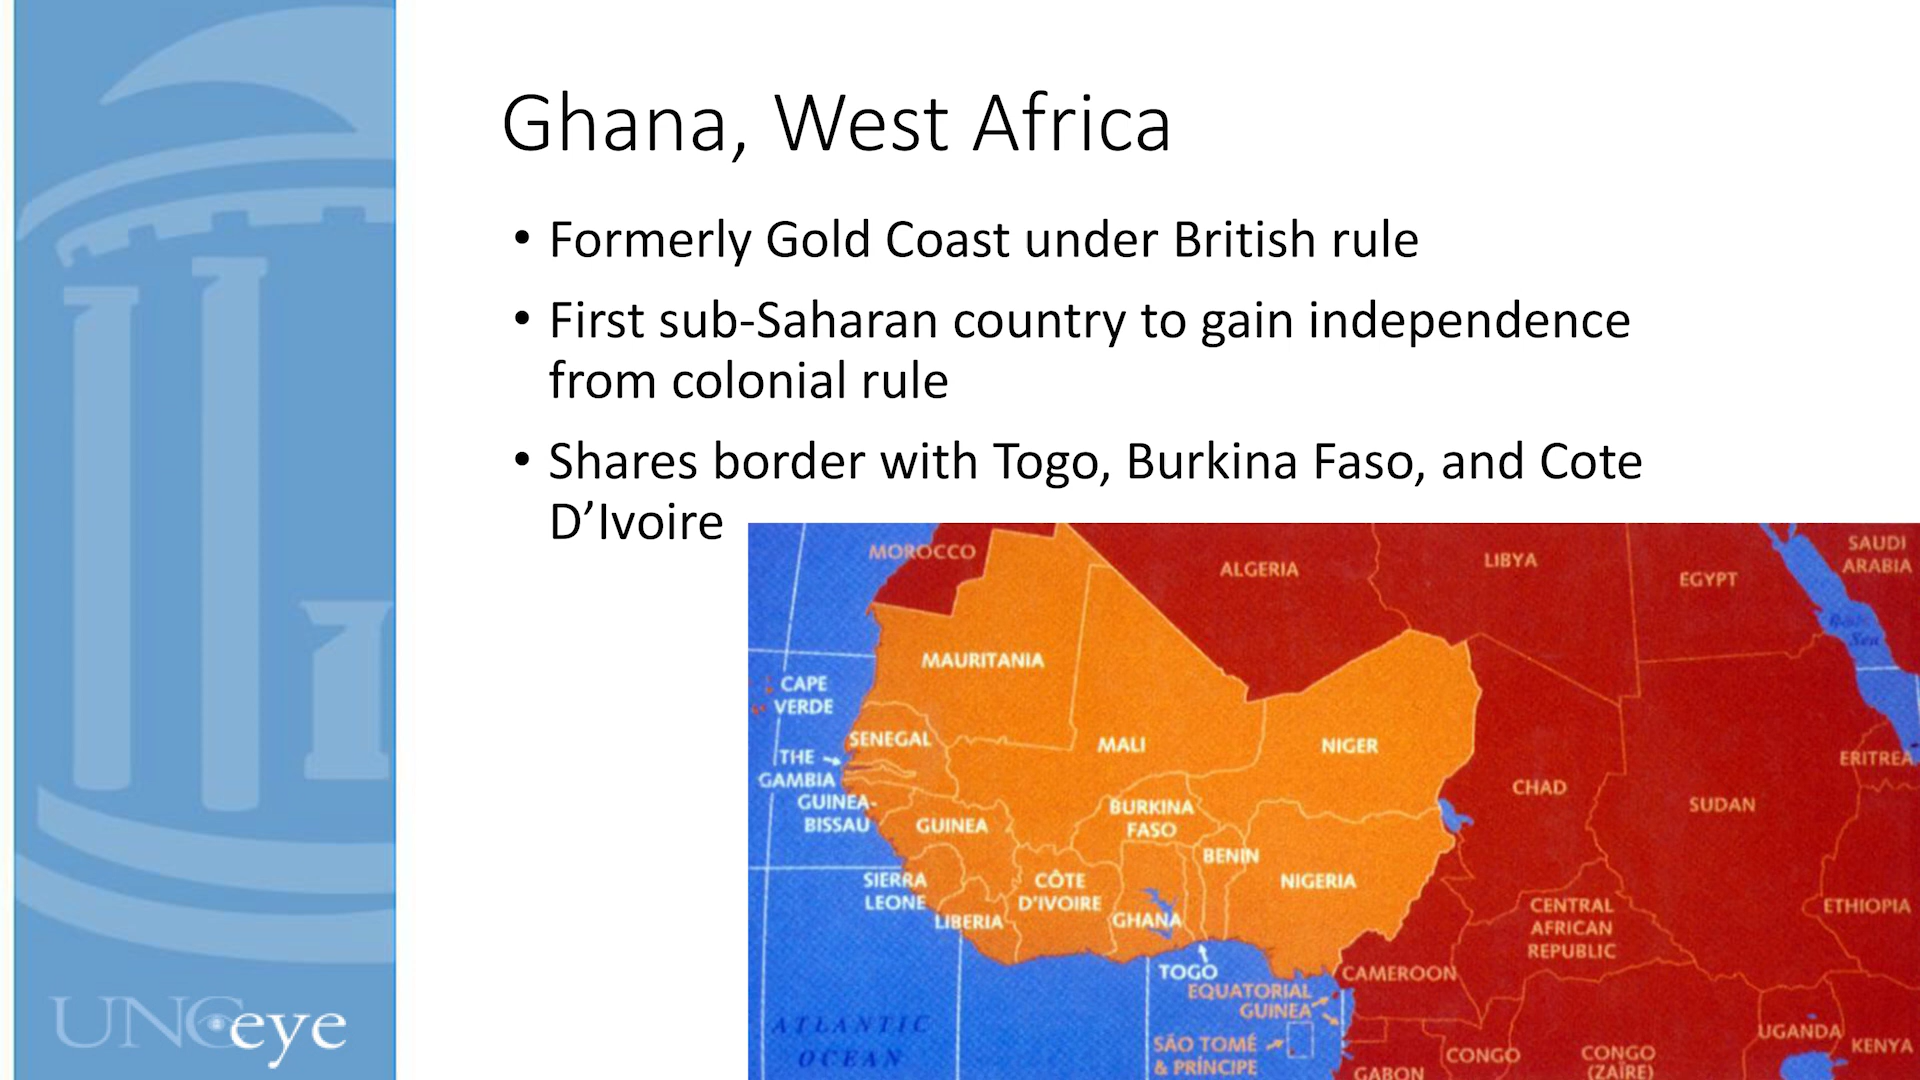 Ghana, West Africa
• Formerly Gold Coast under British rule
• First sub-Saharan country to gain independence
from colonial rule
• Shares border with Togo, Burkina Faso, and Cote
D’Ivoire
MOROCCO
ALGERIA
LIBYA
EGYPT
SAUDI
ARABIA
Red
Sea
MAURITANIA
CAPE
VERDE
SENEGAL
MALI
NIGER
THE
GAMBIA
CHAD
SUDAN
ERITREA
GUINEA-
BISSAU
GUINEA
BURKINA
FASO
BENIN
NIGERIA
SIERRA
LEONE
CÔTE
D'IVOIRE
LIBERIA
GHANA
CENTRAL
AFRICAN
REPUBLIC
ETHIOPIA
TOGO
CAMEROON
EQUATORIAL
GUINEA
ATLANTIC
OCEAN
SÃO TOMÉ
& PRÍNCIPE
GABON
CONGO
CONGO
(ZAÏRE)
UGANDA
KENYA
UNCeye